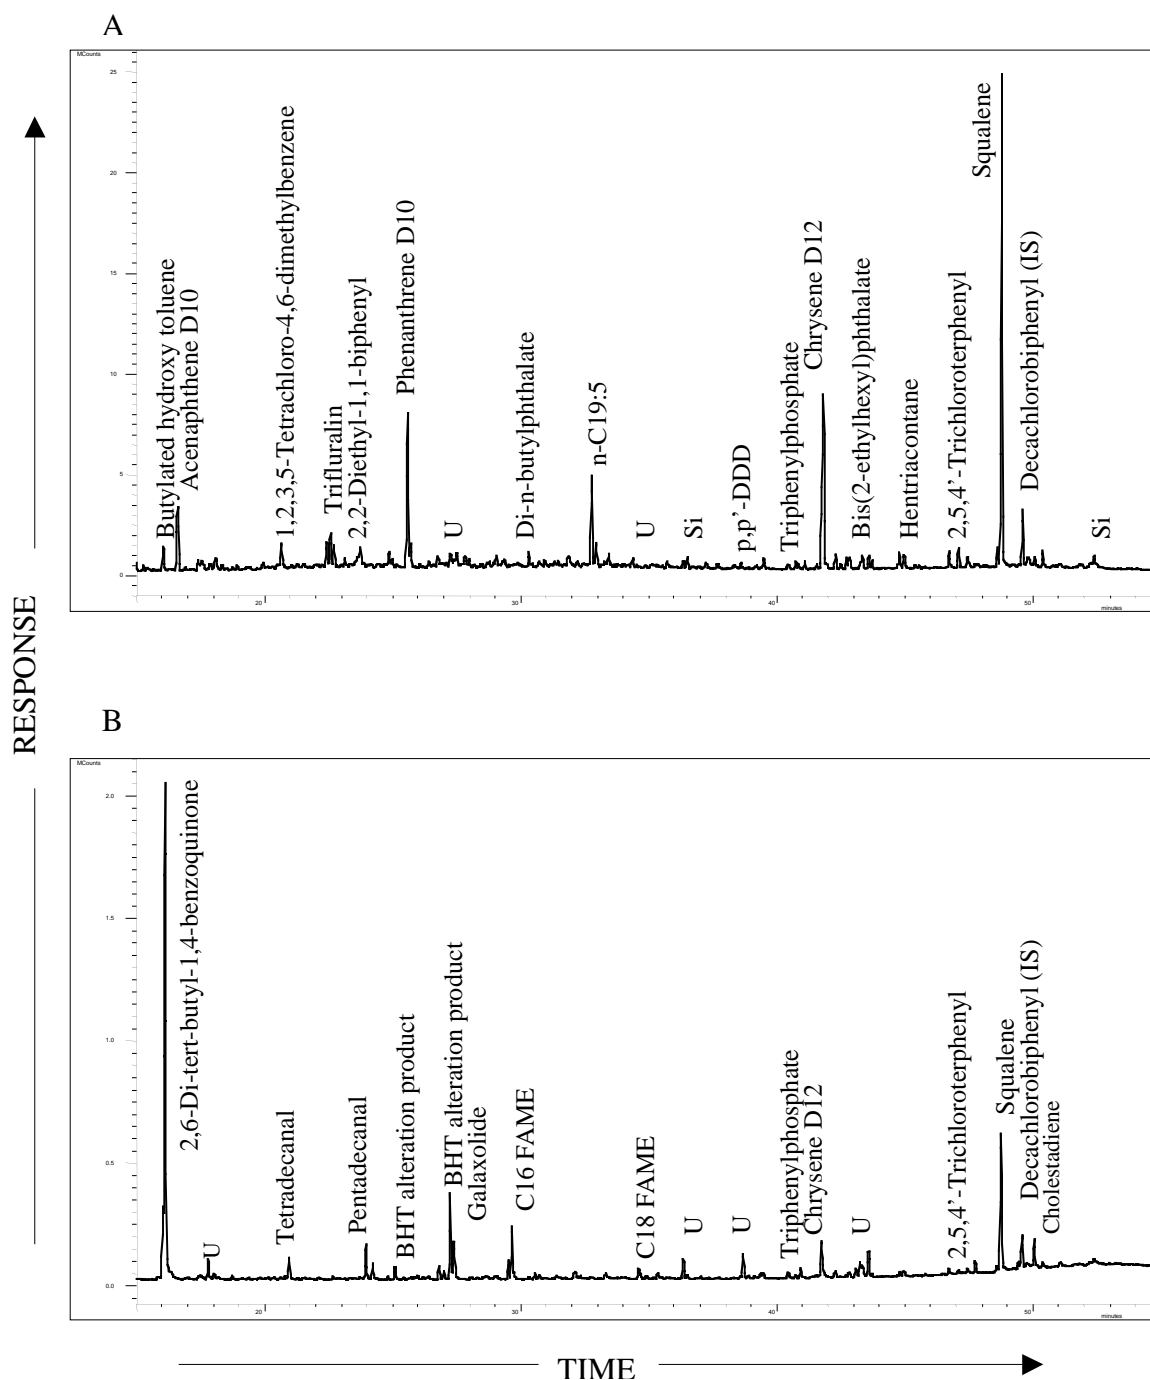 A
MCounts
25
20
15
10
5
0
Butylated hydroxy toluene
Acenaphthene D10
1,2,3,5-Tetrachloro-4,6-dimethylbenzene
Trifluralin
2,2-Diethyl-1,1-biphenyl
Phenanthrene D10
U
Di-n-butylphthalate
n-C19:5
U
Si
p,p'-DDD
Triphenylphosphate
Chrysene D12
Bis(2-ethylhexyl)phthalate
Hentriacontane
2,5,4'-Trichloroterphenyl
Squalene
Decachlorobiphenyl (IS)
Si
20
30
40
50
minutes
RESPONSE
B
MCounts
2.0
1.5
1.0
0.5
0.0
2,6-Di-tert-butyl-1,4-benzoquinone
U
Tetradecanal
Pentadecanal
BHT alteration product
BHT alteration product
Galaxolide
C16 FAME
C18 FAME
U
U
Triphenylphosphate
Chrysene D12
U
2,5,4'-Trichloroterphenyl
Squalene
Decachlorobiphenyl (IS)
Cholestadiene
20
30
40
50
minutes
TIME